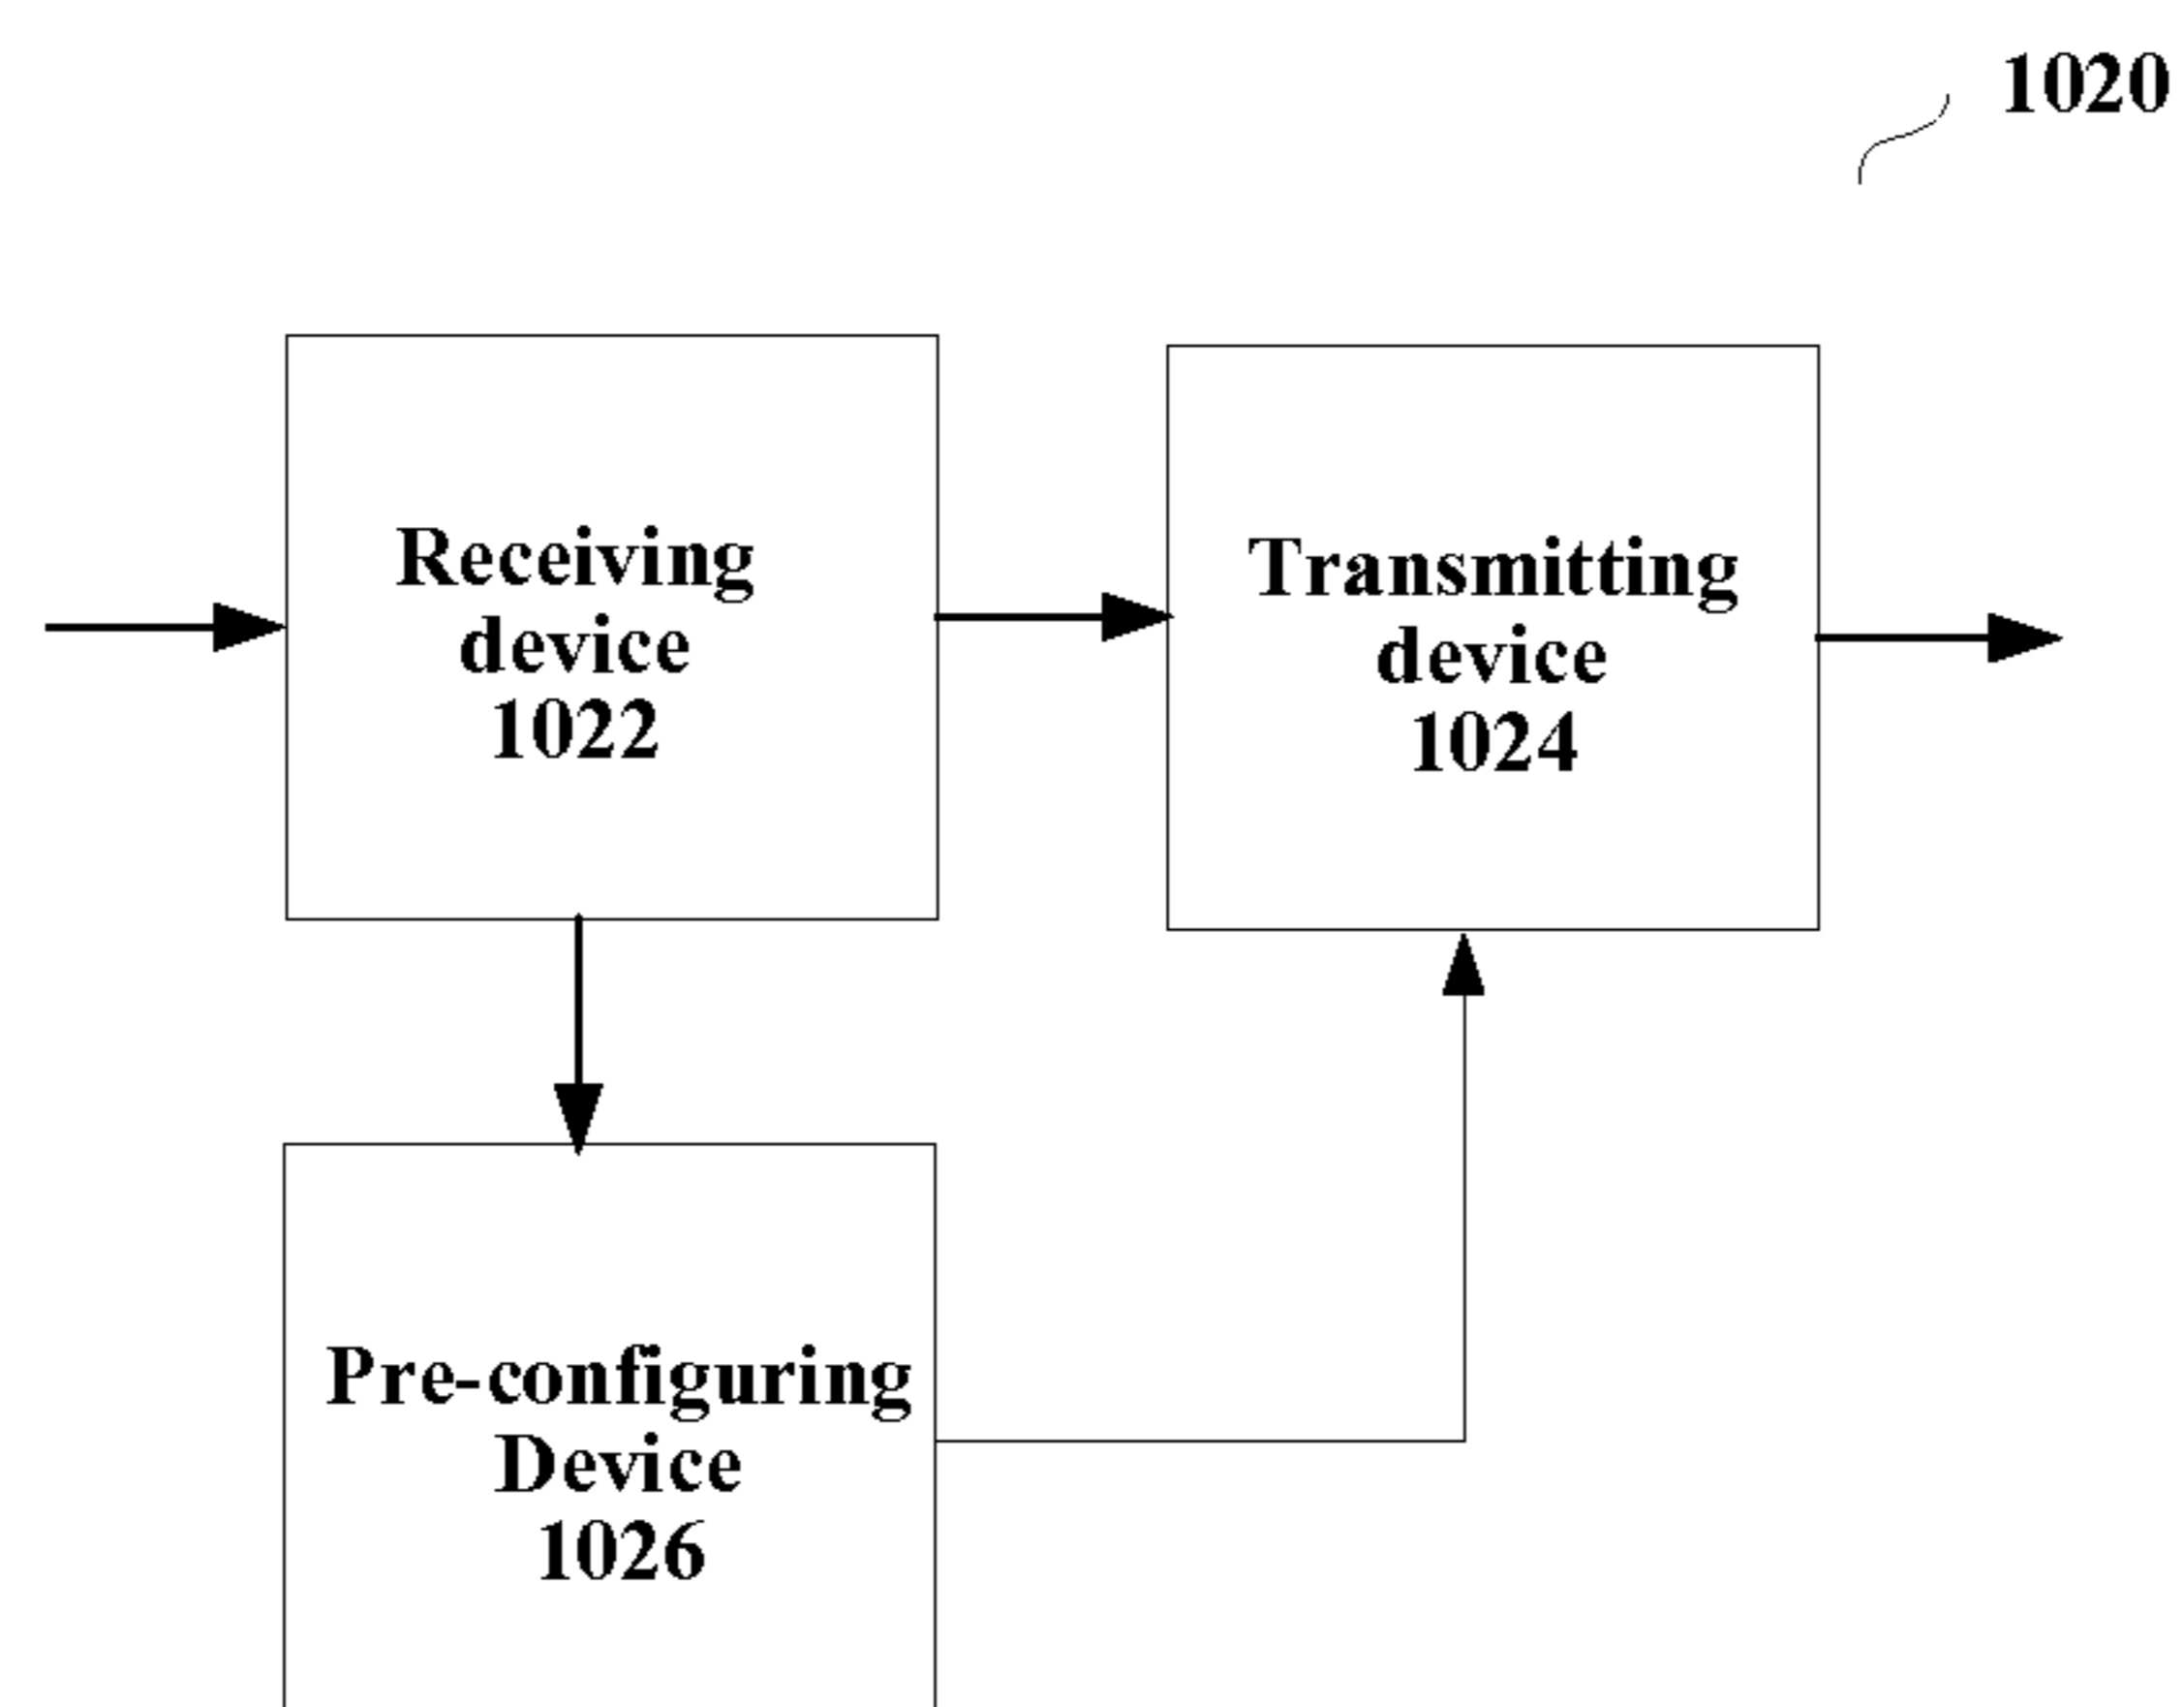 1020
Receiving
device
1022
Transmitting
device
1024
Pre-configuring
Device
1026